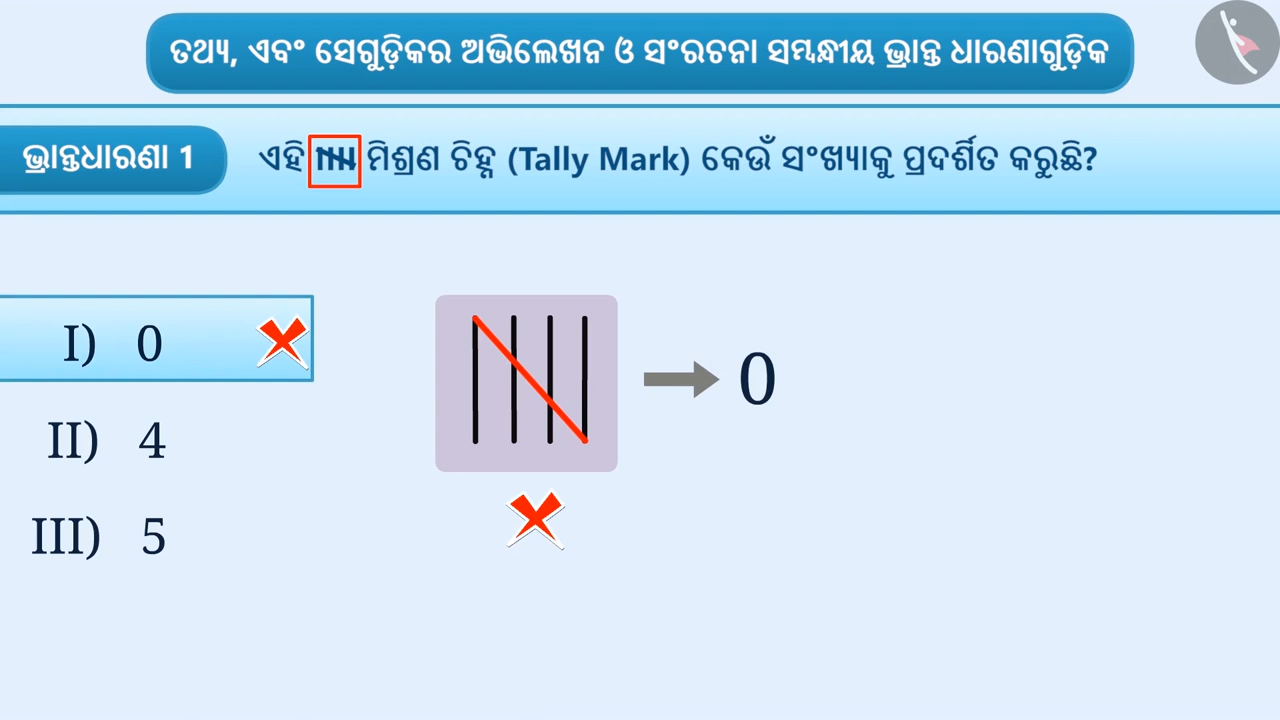 ତଥ୍ୟ, ଏବଂ ସେଗୁଡ଼ିକର ଅଭିଲେଖନ ଓ ସଂରଚନା ସମ୍ବନ୍ଧୀୟ ଭ୍ରାନ୍ତ ଧାରଣାଗୁଡ଼ିକ
ଭ୍ରାନ୍ତଧାରଣା 1
ଏହି ମିଶ୍ରଣ ଚିହ୍ନ (Tally Mark) କେଉଁ ସଂଖ୍ୟାକୁ ପ୍ରଦର୍ଶିତ କରୁଛି?
I) 0
II) 4
III) 5
0